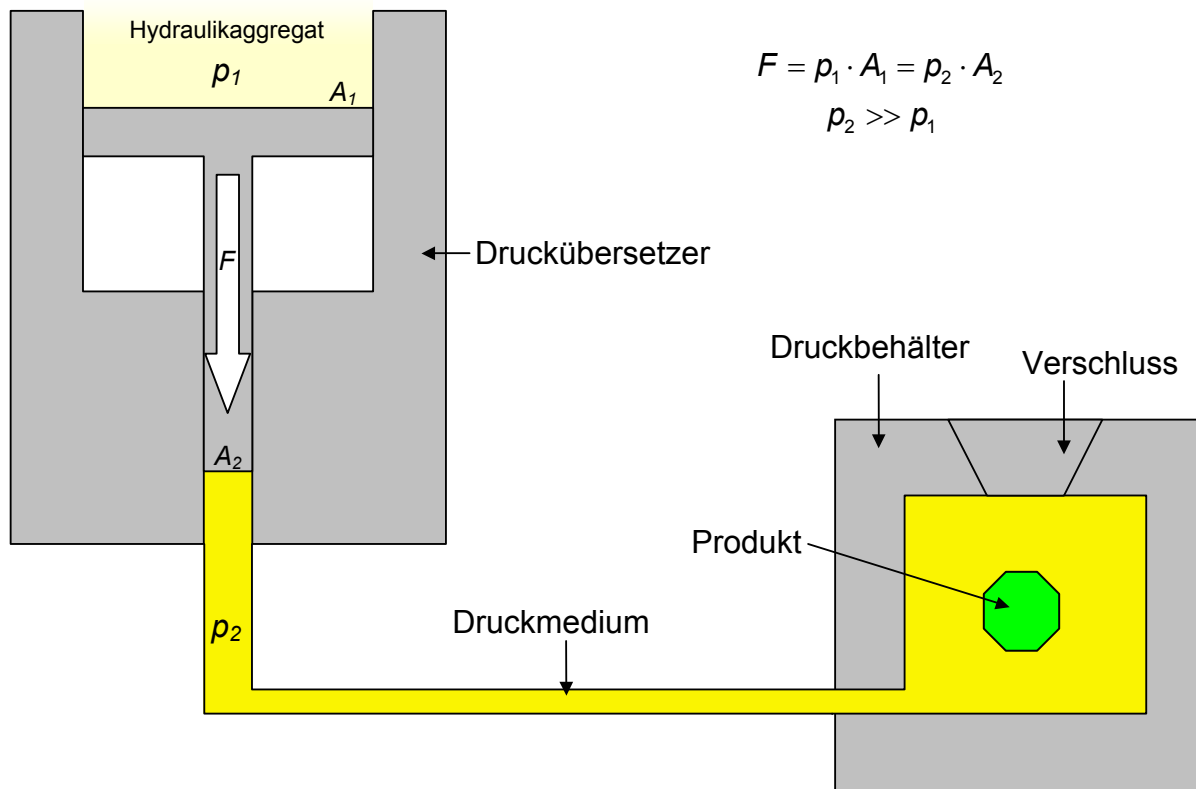 Hydraulikaggregat
p₁
A₁
F = p₁ · A₁ = p₂ · A₂
p₂ >> p₁
F
Druckübersetzer
Druckbehälter
Verschluss
A₂
Produkt
Druckmedium
p₂